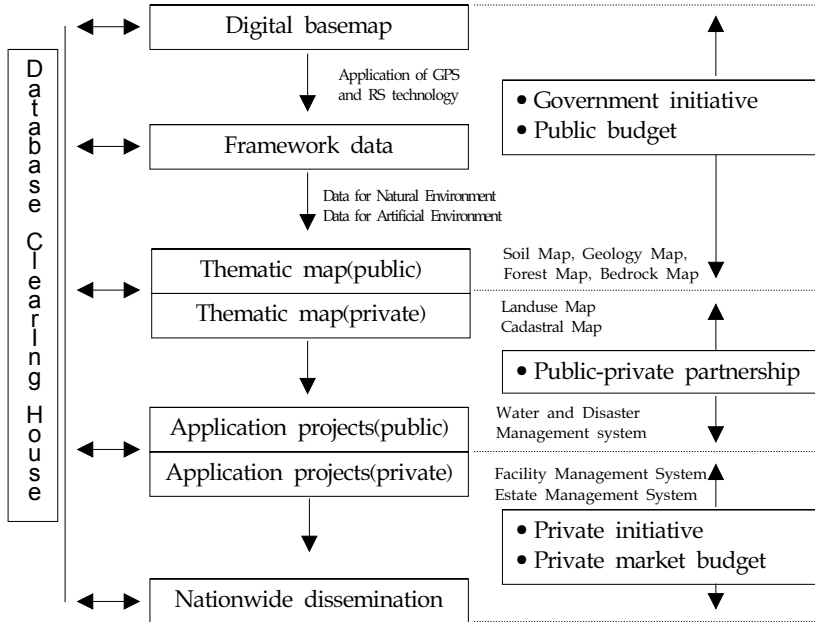 Database ClearIng House
Digital basemap
Application of GPS
and RS technology
• Government initiative
• Public budget
Framework data
Data for Natural Environment
Data for Artificial Environment
Thematic map(public)
Soil Map, Geology Map,
Forest Map, Bedrock Map
Thematic map(private)
Landuse Map
Cadastral Map
• Public-private partnership
Application projects(public)
Water and Disaster
Management system
Application projects(private)
Facility Management System
Estate Management System
• Private initiative
• Private market budget
Nationwide dissemination